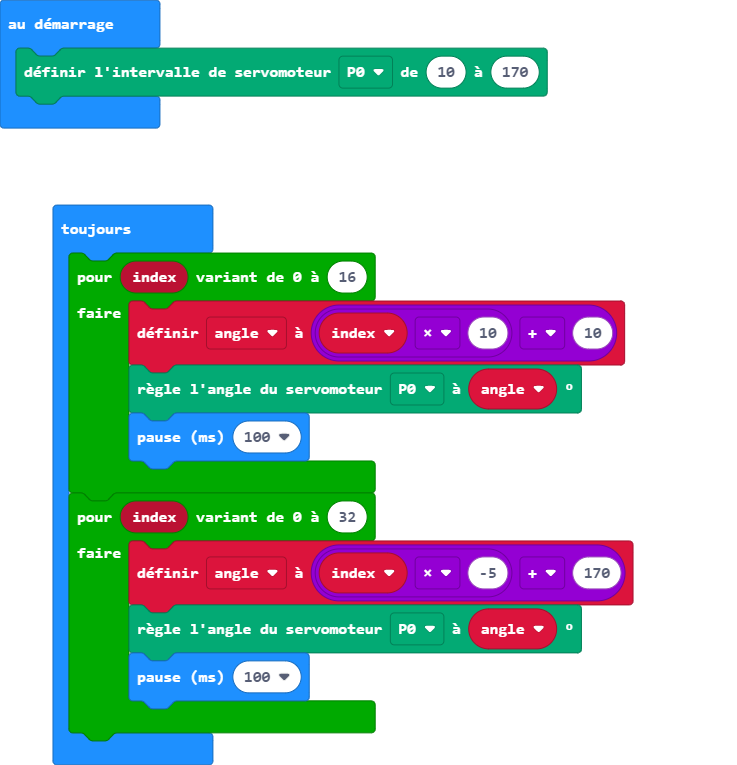 au démarrage
définir l'intervalle de servomoteur P0 de 10 à 170
toujours
pour index variant de 0 à 16
faire
définir angle à index × 10 + 10
règle l'angle du servomoteur P0 à angle °
pause (ms) 100
pour index variant de 0 à 32
faire
définir angle à index × -5 + 170
règle l'angle du servomoteur P0 à angle °
pause (ms) 100